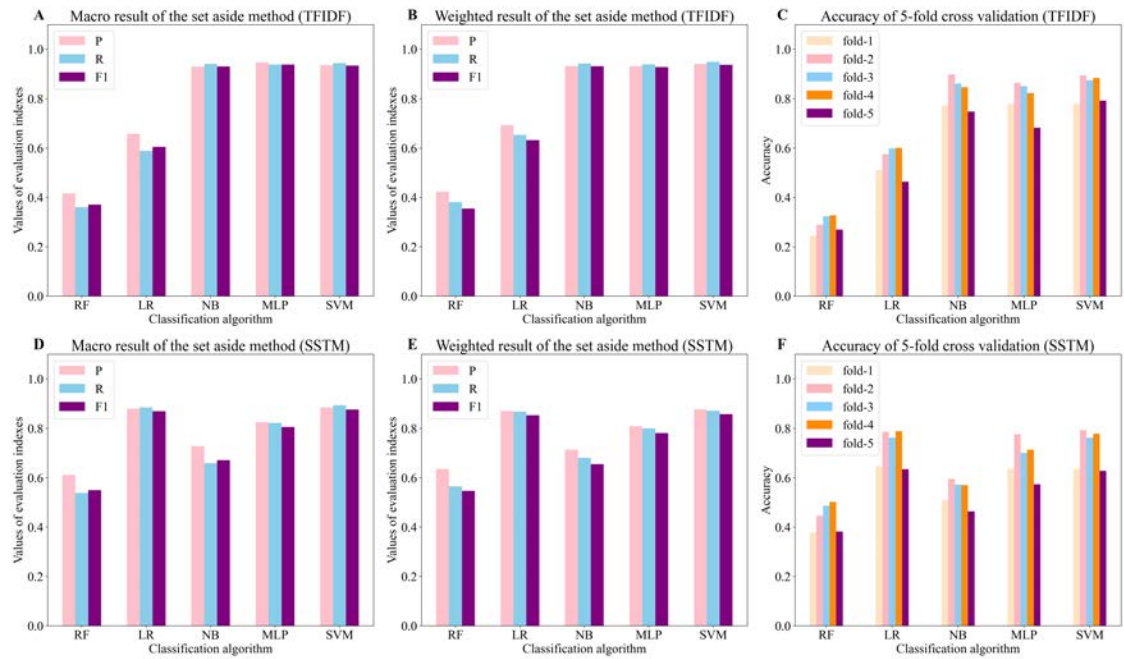 A Macro result of the set aside method (TFIDF)
Values of evaluation indexes
1.0
0.8
0.6
0.4
0.2
0.0
P
R
F1
RF LR NB MLP SVM
Classification algorithm
B Weighted result of the set aside method (TFIDF)
Values of evaluation indexes
1.0
0.8
0.6
0.4
0.2
0.0
P
R
F1
RF LR NB MLP SVM
Classification algorithm
C Accuracy of 5-fold cross validation (TFIDF)
Accuracy
1.0
0.8
0.6
0.4
0.2
0.0
fold-1
fold-2
fold-3
fold-4
fold-5
RF LR NB MLP SVM
Classification algorithm
D Macro result of the set aside method (SSTM)
Values of evaluation indexes
1.0
0.8
0.6
0.4
0.2
0.0
P
R
F1
RF LR NB MLP SVM
Classification algorithm
E Weighted result of the set aside method (SSTM)
Values of evaluation indexes
1.0
0.8
0.6
0.4
0.2
0.0
P
R
F1
RF LR NB MLP SVM
Classification algorithm
F Accuracy of 5-fold cross validation (SSTM)
Accuracy
1.0
0.8
0.6
0.4
0.2
0.0
fold-1
fold-2
fold-3
fold-4
fold-5
RF LR NB MLP SVM
Classification algorithm